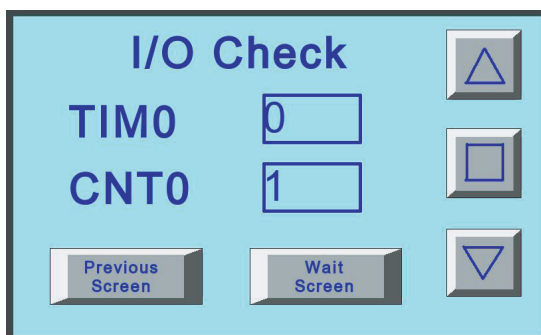 I/O Check
TIM0 0
CNT0 1
Previous
Screen
Wait
Screen